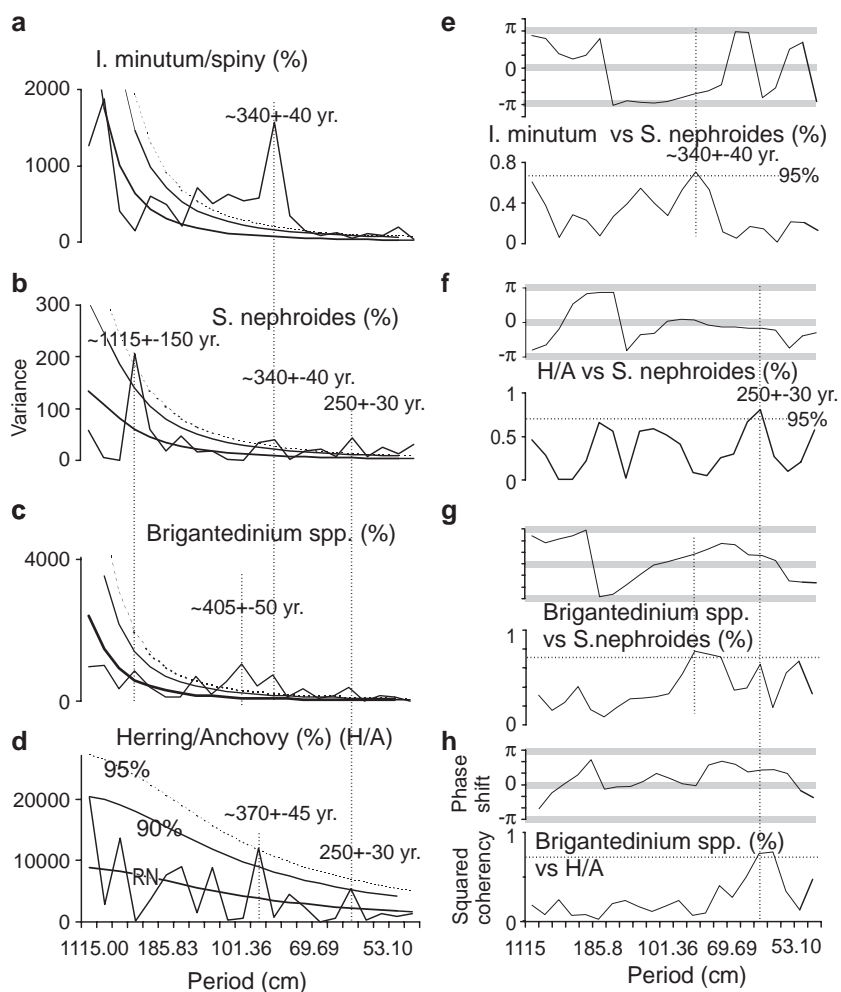 a
I. minutum/spiny (%)
2000
~340+-40 yr.
1000
0
b
300
S. nephroides (%)
~1115+-150 yr.
200
~340+-40 yr.
Variance
100
250+-30 yr.
0
c
Brigantedinium spp. (%)
4000
~405+-50 yr.
0
d
Herring/Anchovy (%) (H/A)
95%
20000
90%
~370+-45 yr.
10000
RN
250+-30 yr.
0
1115.00 185.83 101.36 69.69 53.10
Period (cm)
e
π
0
-π
I. minutum vs S. nephroides (%)
~340+-40 yr.
0.8
95%
0.4
0
f
π
0
-π
H/A vs S. nephroides (%)
1
250+-30 yr.
95%
0.5
0
g
Brigantedinium spp.
vs S.nephroides (%)
1
0
h
π
Phase
shift
0
-π
1
Brigantedinium spp. (%)
vs H/A
Squared
coherency
0
1115 185.8 101.36 69.69 53.10
Period (cm)